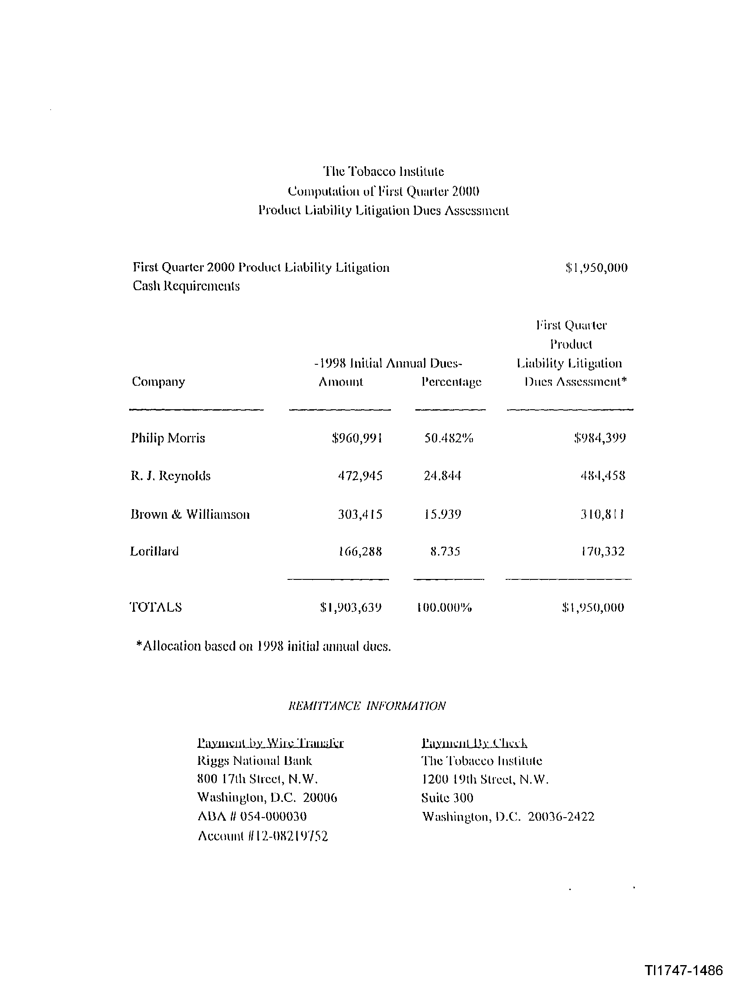 The Tobacco Institute
Computation of First Quarter 2000
Product Liability Litigation Dues Assessment
First Quarter 2000 Product Liability Litigation $1,950,000
Cash Requirements
First Quarter
Product
-1998 Initial Annual Dues- Liability Litigation
Company Amount Percentage Dues Assessment*
Philip Morris $960,991 50.482% $984,399
R. J. Reynolds 472,945 24.844 484,458
Brown & Williamson 303,415 15.939 310,811
Lorillard 166,288 8.735 170,332
TOTALS $1,903,639 100.000% $1,950,000
*Allocation based on 1998 initial annual dues.
REMITTANCE INFORMATION
Payment by Wire Transfer
Riggs National Bank
800 17th Street, N.W.
Washington, D.C. 20006
ABA # 054-000030
Account #12-08219752
Payment By Check
The Tobacco Institute
1200 19th Street, N.W.
Suite 300
Washington, D.C. 20036-2422
TI1747-1486